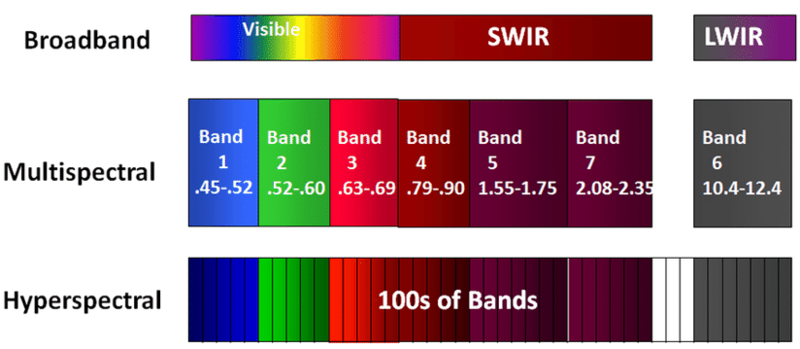 Broadband
Visible
SWIR
LWIR
Multispectral
Band
1
.45-.52
Band
2
.52-.60
Band
3
.63-.69
Band
4
.79-.90
Band
5
1.55-1.75
Band
7
2.08-2.35
Band
6
10.4-12.4
Hyperspectral
100s of Bands